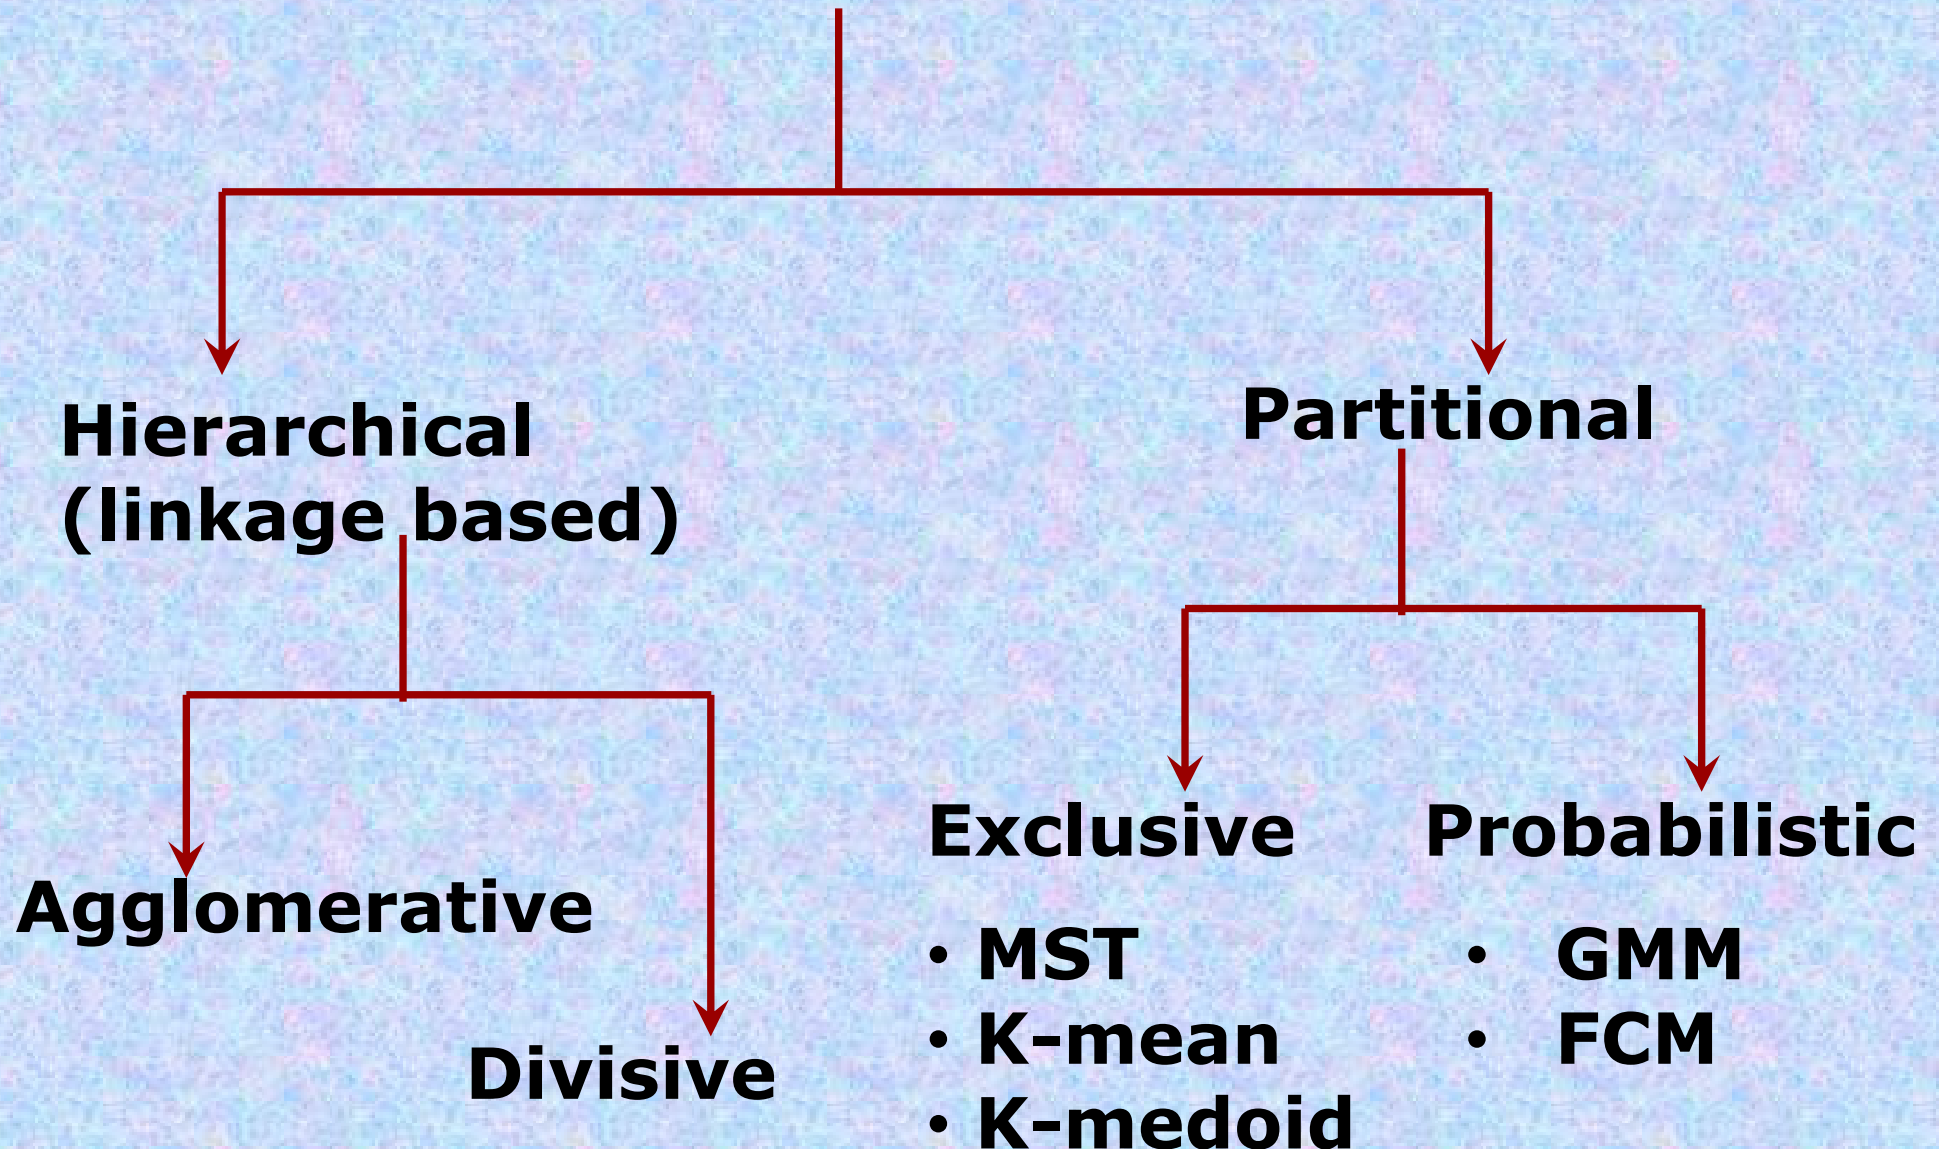 Hierarchical
(linkage based)
Partitional
Agglomerative
Divisive
Exclusive
• MST
• K-mean
• K-medoid
Probabilistic
• GMM
• FCM